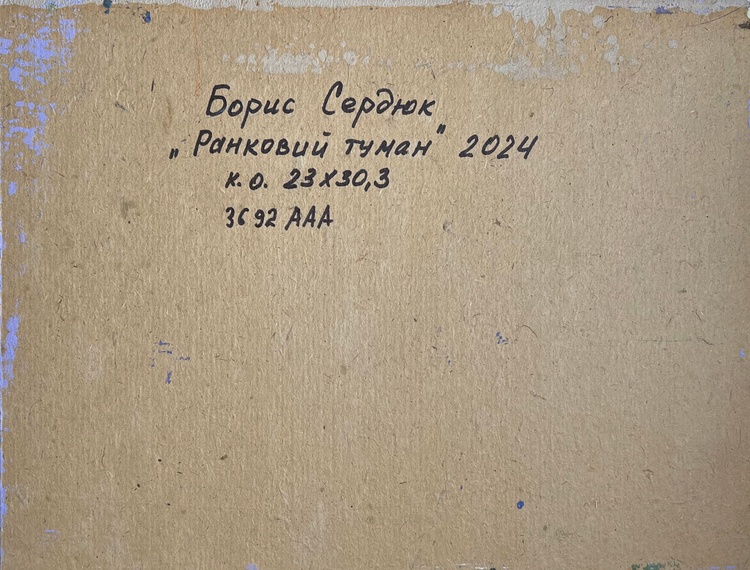 Борис Сердюк
„Ранковий туман" 2024
к. о. 23х30,3
3692 ААА